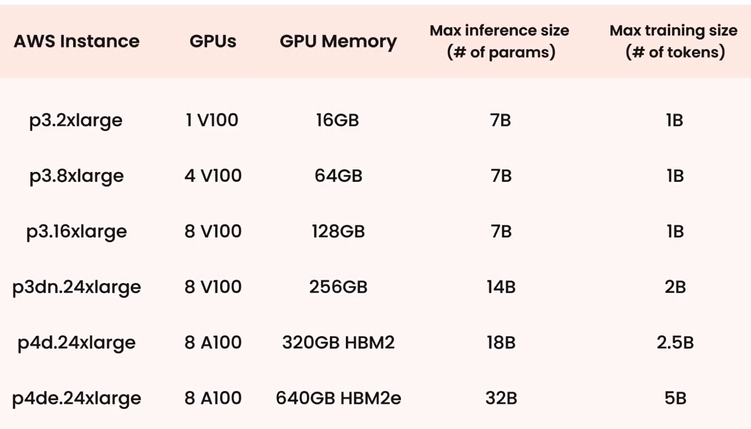 AWS Instance GPUs GPU Memory Max inference size (# of params) Max training size (# of tokens)
p3.2xlarge 1 V100 16GB 7B 1B
p3.8xlarge 4 V100 64GB 7B 1B
p3.16xlarge 8 V100 128GB 7B 1B
p3dn.24xlarge 8 V100 256GB 14B 2B
p4d.24xlarge 8 A100 320GB HBM2 18B 2.5B
p4de.24xlarge 8 A100 640GB HBM2e 32B 5B